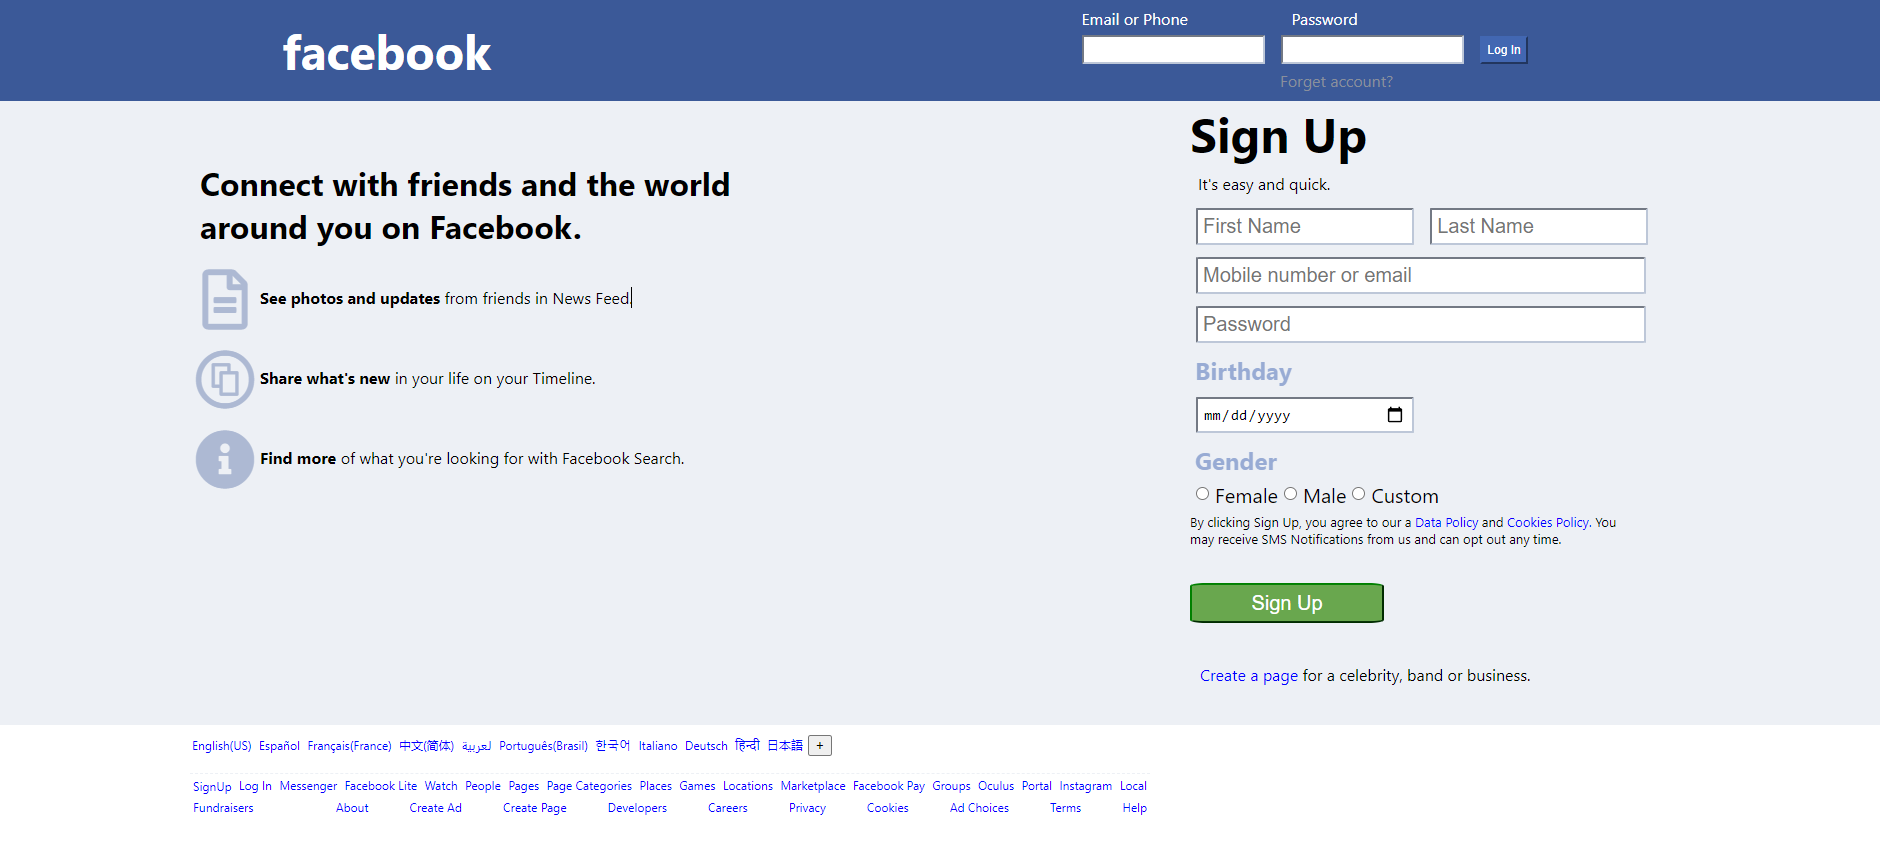 facebook
Email or Phone
Password
Log In
Forget account?
Connect with friends and the world
around you on Facebook.
See photos and updates from friends in News Feed.
Share what's new in your life on your Timeline.
Find more of what you're looking for with Facebook Search.
Sign Up
It's easy and quick.
First Name
Last Name
Mobile number or email
Password
Birthday
mm/dd/yyyy
Gender
Female Male Custom
By clicking Sign Up, you agree to our a Data Policy and Cookies Policy. You
may receive SMS Notifications from us and can opt out any time.
Sign Up
Create a page for a celebrity, band or business.
English(US) Español Français(France) 中文(简体) لعربية Português(Brasil) 한국어 Italiano Deutsch हिन्दी 日本語 +
SignUp Log In Messenger Facebook Lite Watch People Pages Page Categories Places Games Locations Marketplace Facebook Pay Groups Oculus Portal Instagram Local
Fundraisers About Create Ad Create Page Developers Careers Privacy Cookies Ad Choices Terms Help